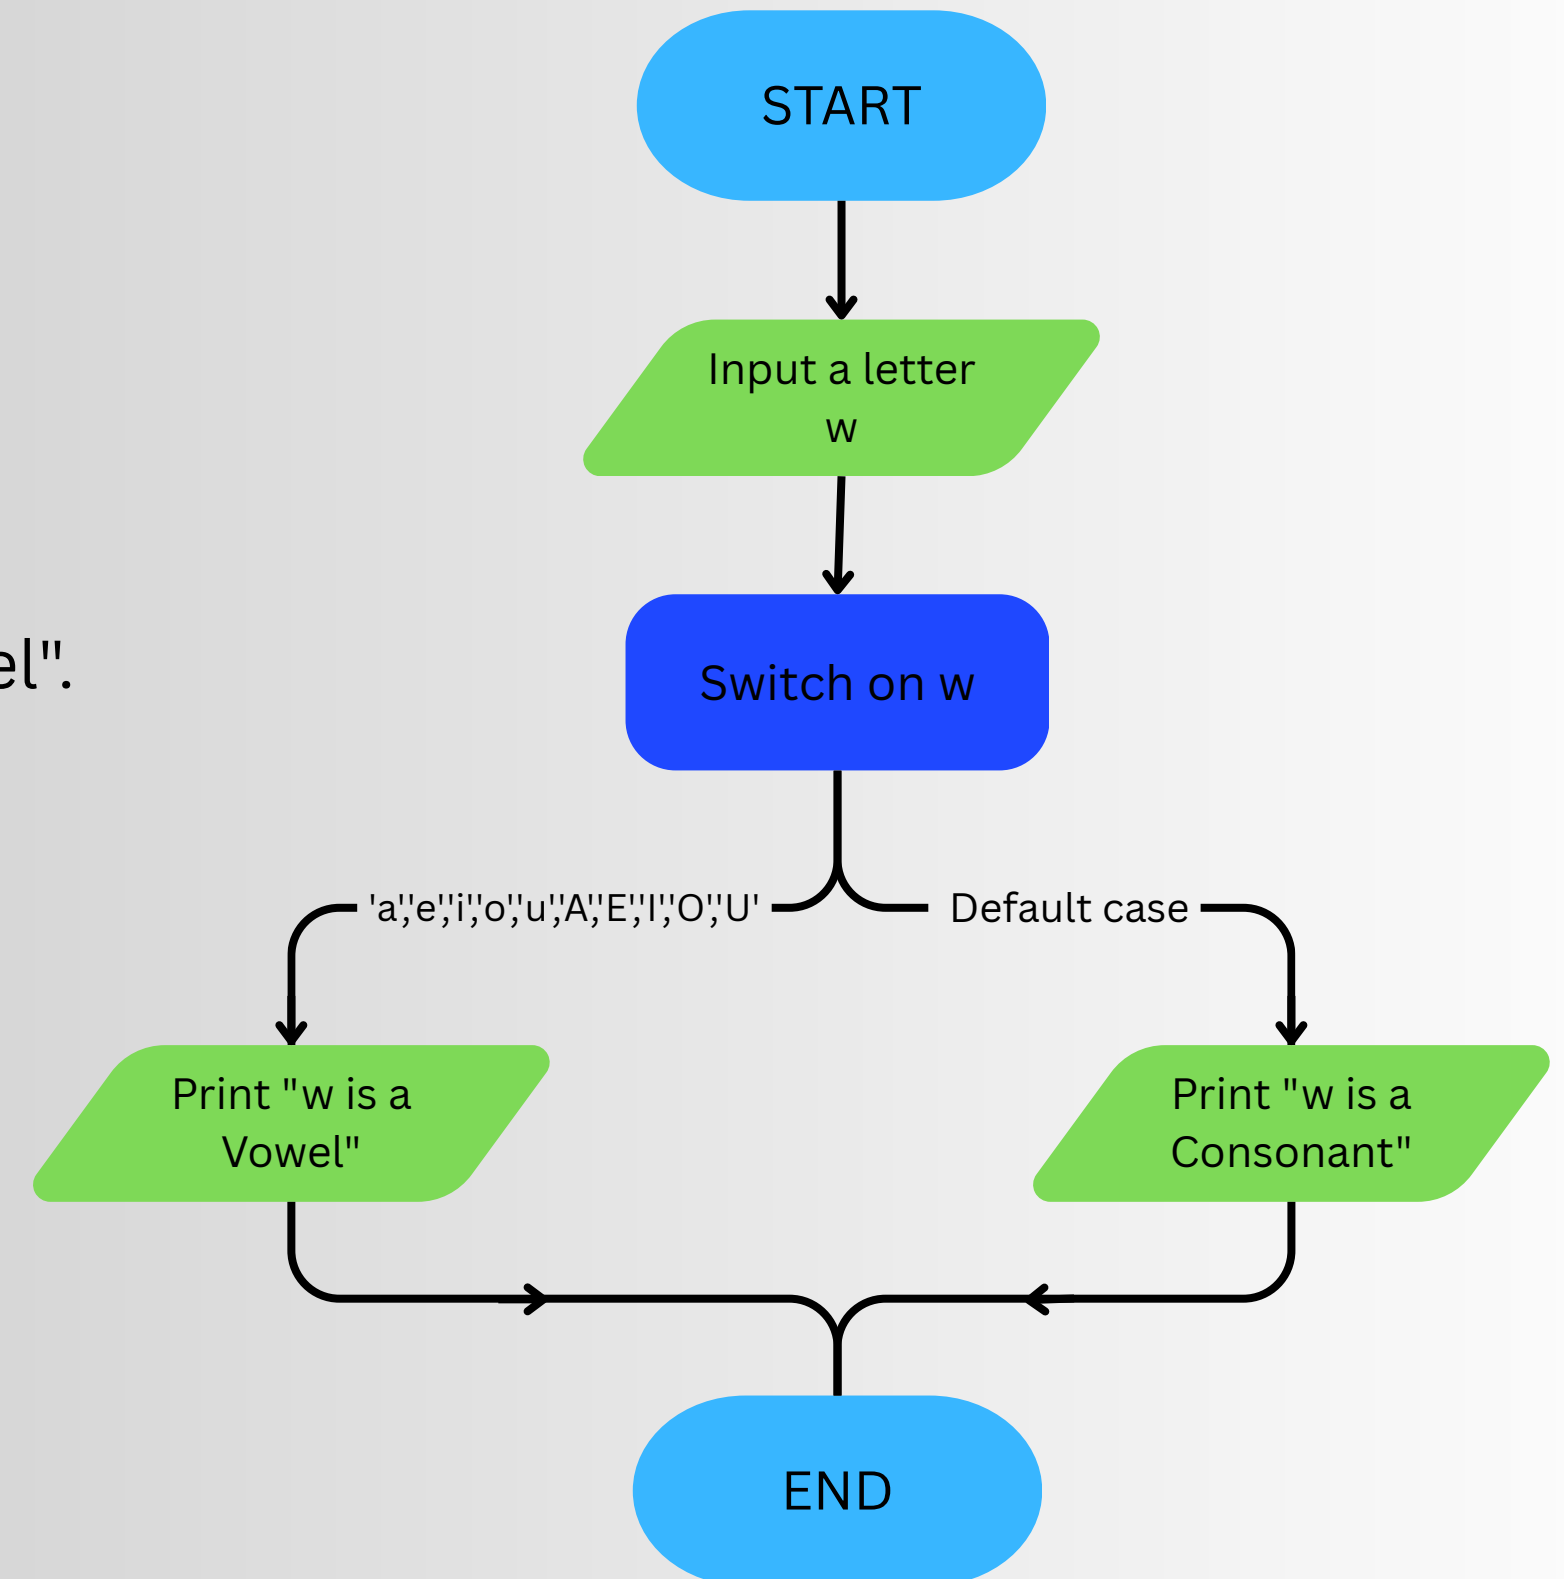 START
Input a letter
w
el".
Switch on w
'a','e','i','o','u','A','E','I','O','U'
Default case
Print "w is a
Vowel"
Print "w is a
Consonant"
END